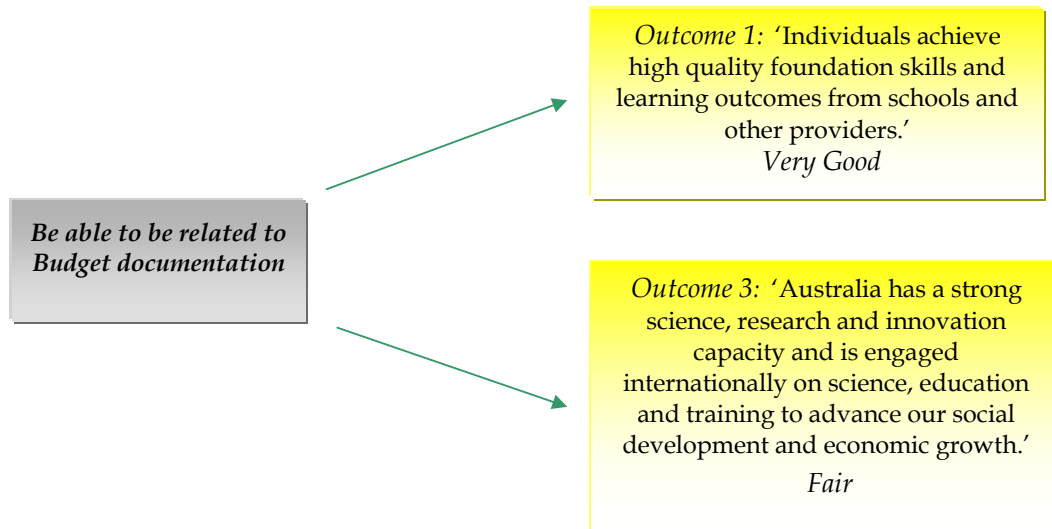 Outcome 1: ‘Individuals achieve
high quality foundation skills and
learning outcomes from schools and
other providers.’
Very Good
Be able to be related to
Budget documentation
Outcome 3: ‘Australia has a strong
science, research and innovation
capacity and is engaged
internationally on science, education
and training to advance our social
development and economic growth.’
Fair